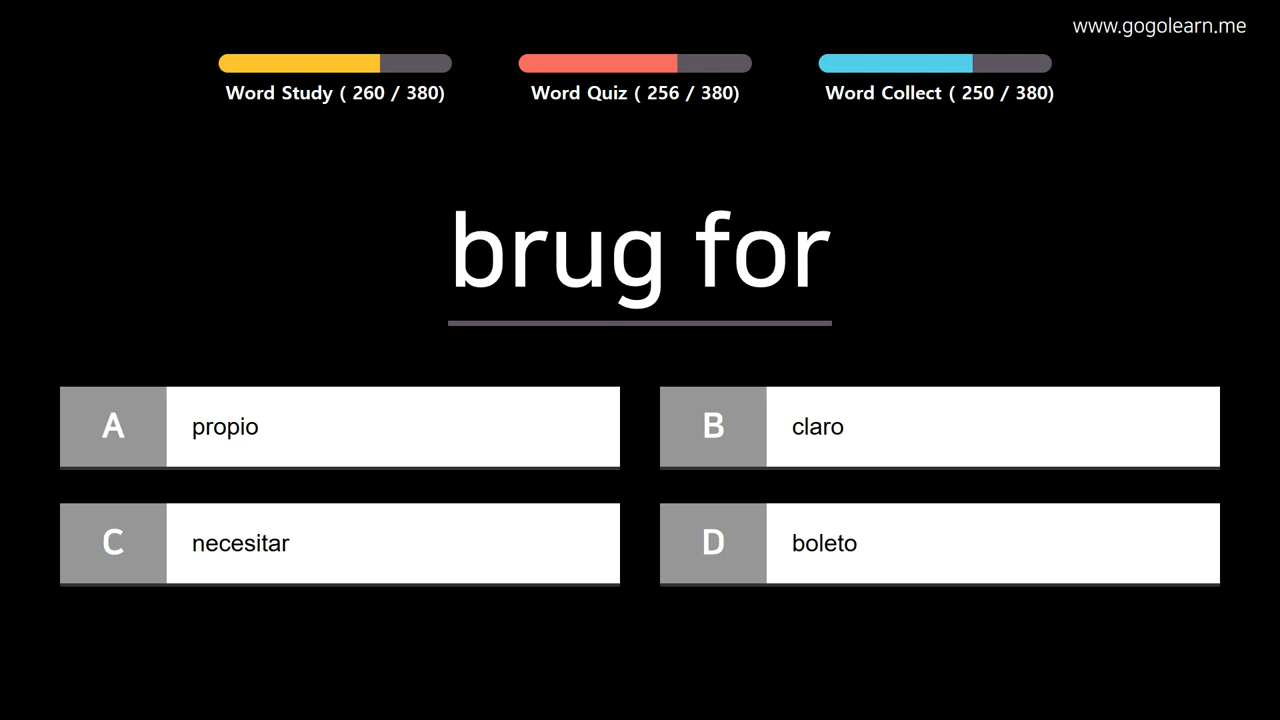 www.gogolearn.me
Word Study ( 260 / 380)
Word Quiz ( 256 / 380)
Word Collect ( 250 / 380)
brug for
A propio
B claro
C necesitar
D boleto